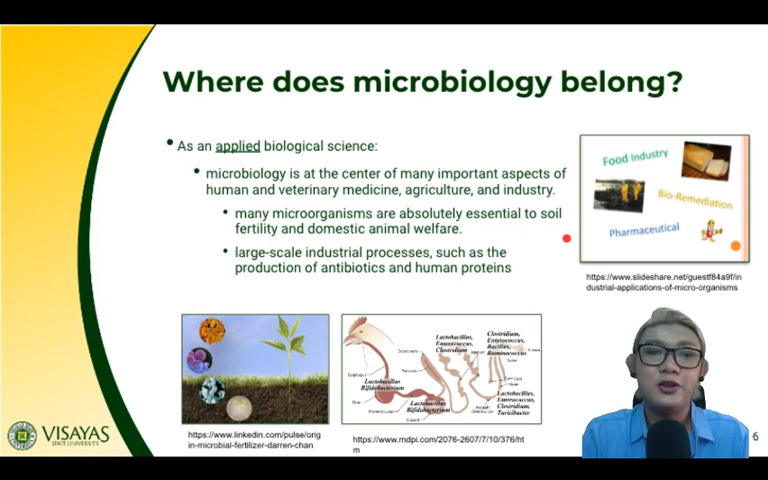 Where does microbiology belong?
• As an applied biological science:
• microbiology is at the center of many important aspects of
human and veterinary medicine, agriculture, and industry.
• many microorganisms are absolutely essential to soil
fertility and domestic animal welfare.
• large-scale industrial processes, such as the
production of antibiotics and human proteins
Food Industry
Bio-Remediation
Pharmaceutical
https://www.slideshare.net/guestf84a9f/in
dustrial-applications-of-micro-organisms
Lactobacillus,
Enterococcus,
Clostridium
Clostridium,
Enterococcus,
Bacillus,
Ruminococcus
Lactobacillus
Bifidobacterium
Lactobacillus
Bifidobacterium
Lactobacillus,
Enterococcus,
Clostridium,
Turicibacter
https://www.linkedin.com/pulse/orig
in-microbial-fertilizer-darren-chan
https://www.mdpi.com/2076-2607/7/10/376/ht
m
VISAYAS
STATE UNIVERSITY
6